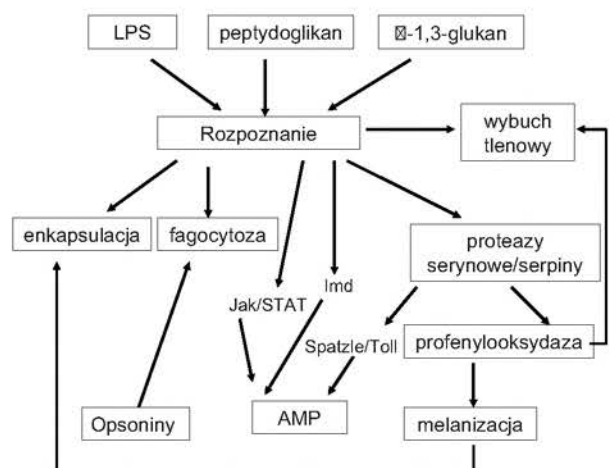 LPS
peptydoglikan
-1,3-glukan
Rozpoznanie
wybuch
tlenowy
enkapsulacja
fagocytoza
proteazy
serynowe/serpiny
Imd
Jak/STAT
Spatzle/Toll
profenylooksydaza
Opsoniny
AMP
melanizacja